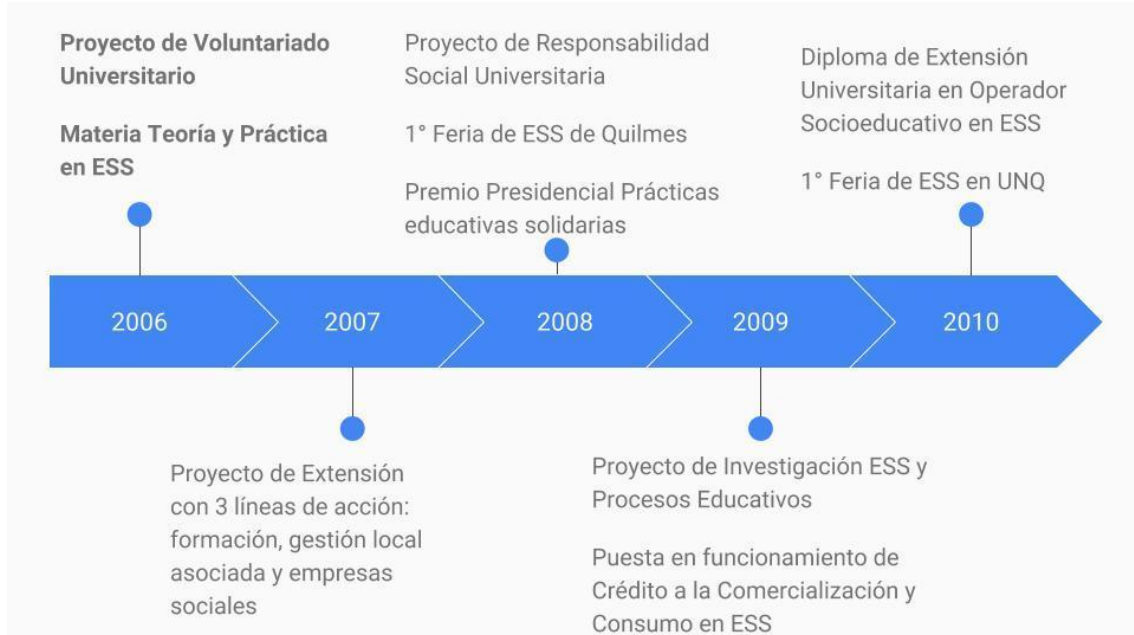 Proyecto de Voluntariado
Universitario
Materia Teoría y Práctica
en ESS
Proyecto de Responsabilidad
Social Universitaria
1° Feria de ESS de Quilmes
Premio Presidencial Prácticas
educativas solidarias
Diploma de Extensión
Universitaria en Operador
Socioeducativo en ESS
1° Feria de ESS en UNQ
2006
2007
2008
2009
2010
Proyecto de Extensión
con 3 líneas de acción:
formación, gestión local
asociada y empresas
sociales
Proyecto de Investigación ESS y
Procesos Educativos
Puesta en funcionamiento de
Crédito a la Comercialización y
Consumo en ESS